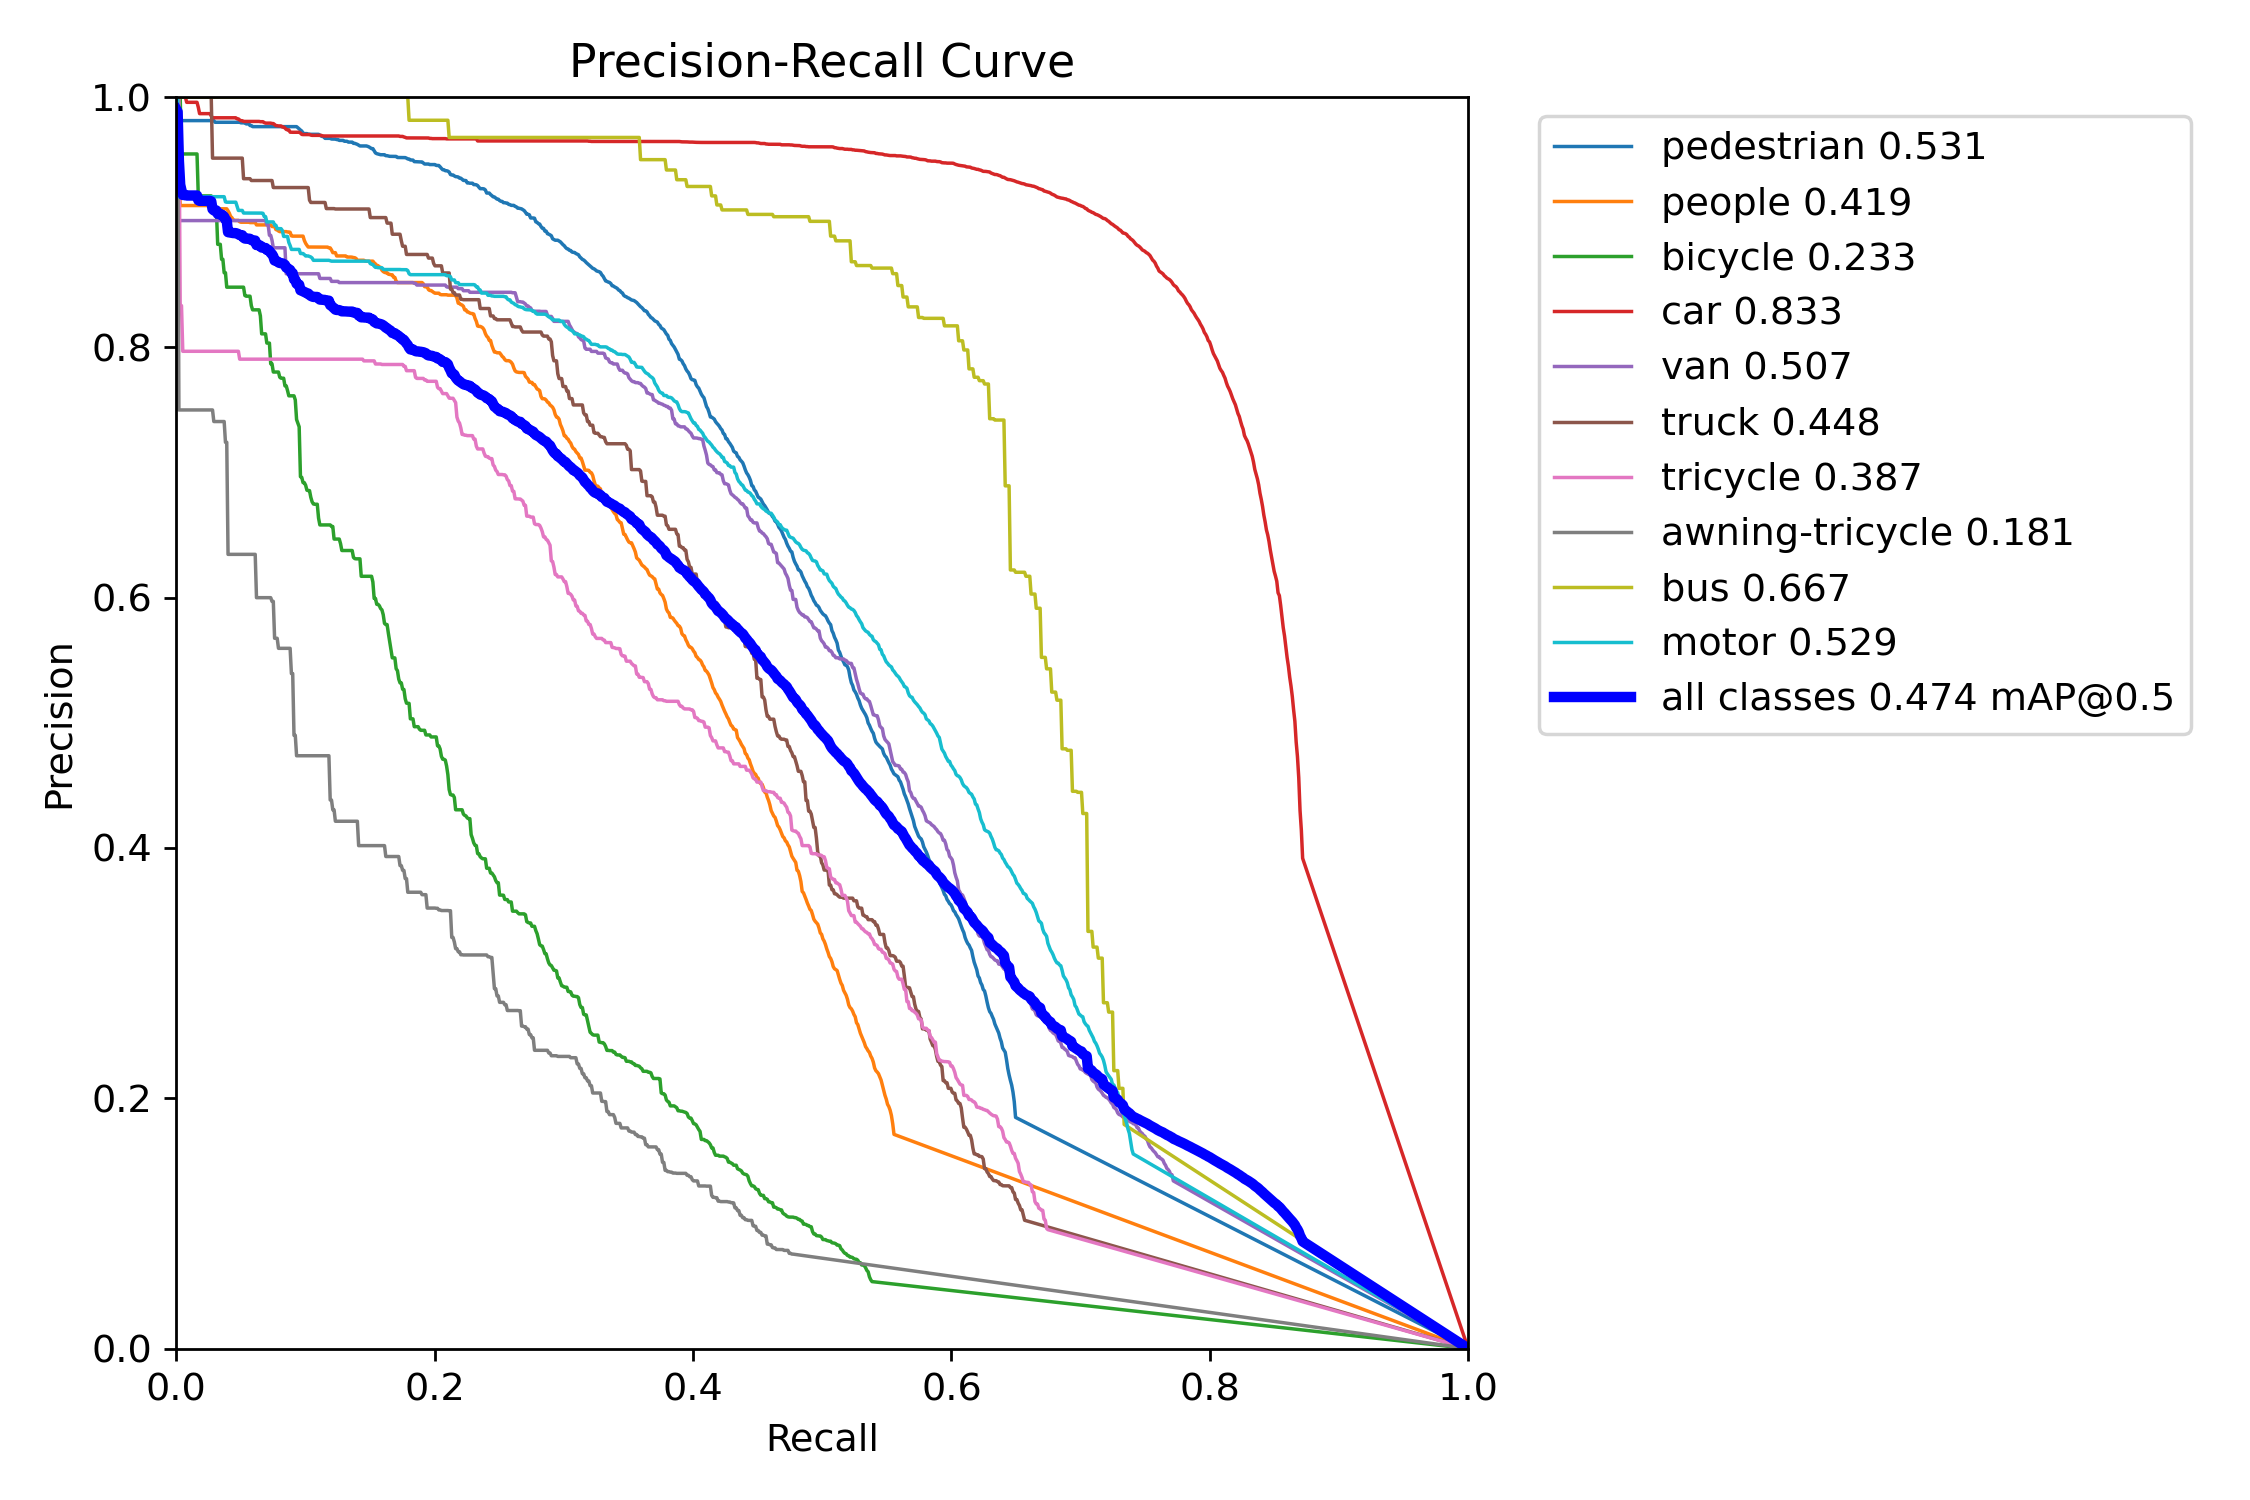 Precision-Recall Curve
1.0
0.8
0.6
0.4
0.2
0.0
Precision
0.0 0.2 0.4 0.6 0.8 1.0
Recall
pedestrian 0.531
people 0.419
bicycle 0.233
car 0.833
van 0.507
truck 0.448
tricycle 0.387
awning-tricycle 0.181
bus 0.667
motor 0.529
all classes 0.474 mAP@0.5